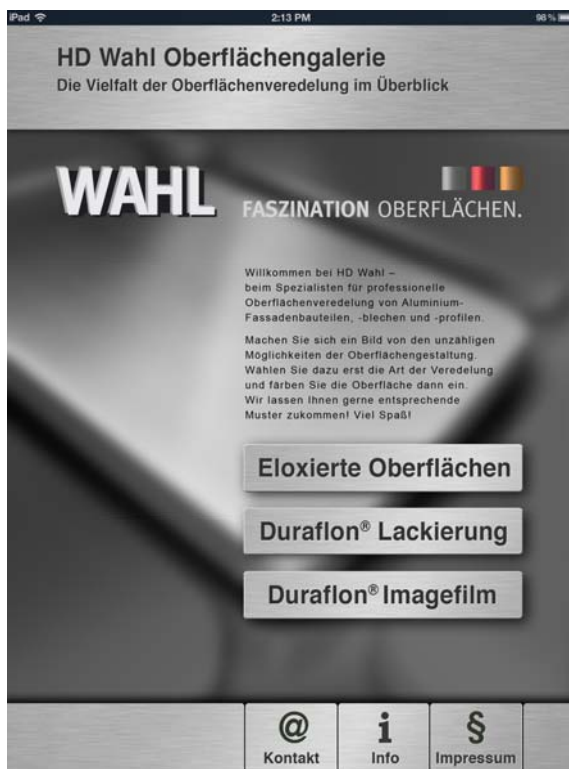 iPad 2:13 PM 98 %
HD Wahl Oberflächengalerie
Die Vielfalt der Oberflächenveredelung im Überblick
WAHL
FASZINATION OBERFLÄCHEN.
Willkommen bei HD Wahl –
beim Spezialisten für professionelle
Oberflächenveredelung von Aluminium-
Fassadenbauteilen, -blechen und -profilen.
Machen Sie sich ein Bild von den unzähligen
Möglichkeiten der Oberflächengestaltung.
Wählen Sie dazu erst die Art der Veredelung
und färben Sie die Oberfläche dann ein.
Wir lassen Ihnen gerne entsprechende
Muster zukommen! Viel Spaß!
Eloxierte Oberflächen
Duraflon® Lackierung
Duraflon® Imagefilm
@ i §
Kontakt Info Impressum